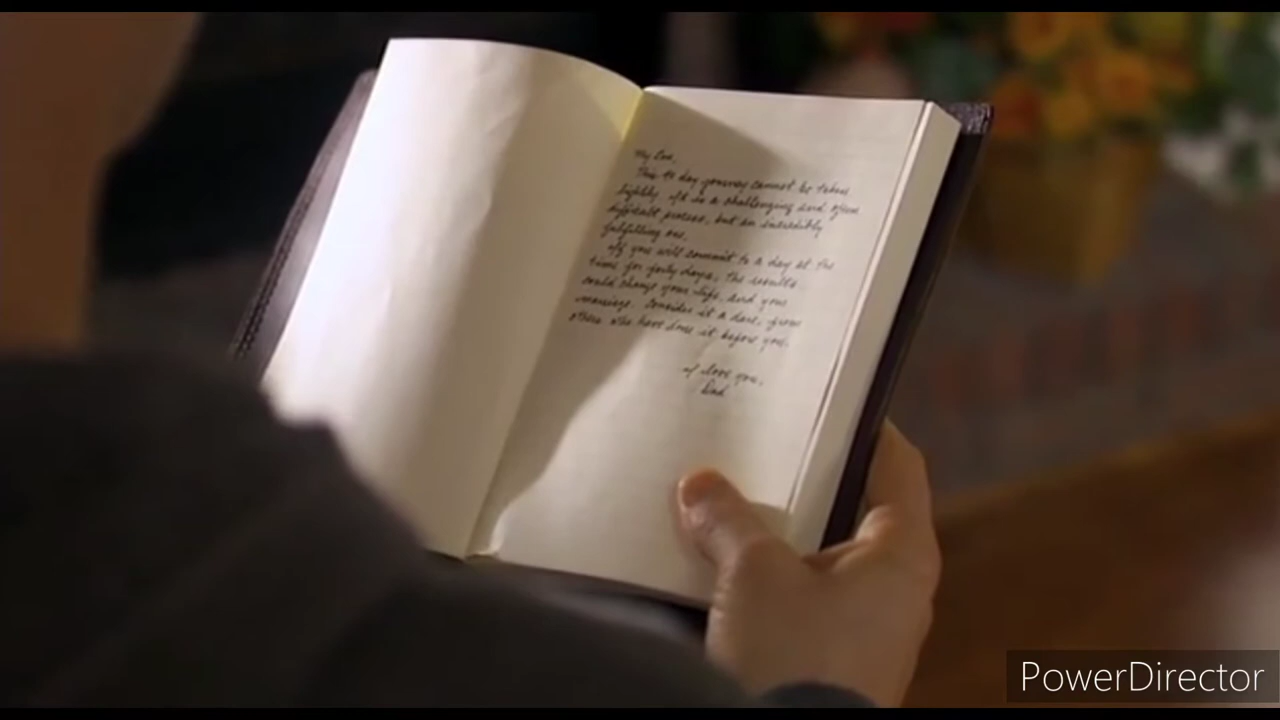 My Son,
This 40 day journey cannot be taken
lightly. It is a challenging and often
difficult process, but an incredibly
fulfilling one.
If you will commit to a day at the
time for forty days, the results
could change your life, and your
marriage. Consider it a dare, from
others who have done it before you.
I love you,
Dad
PowerDirector